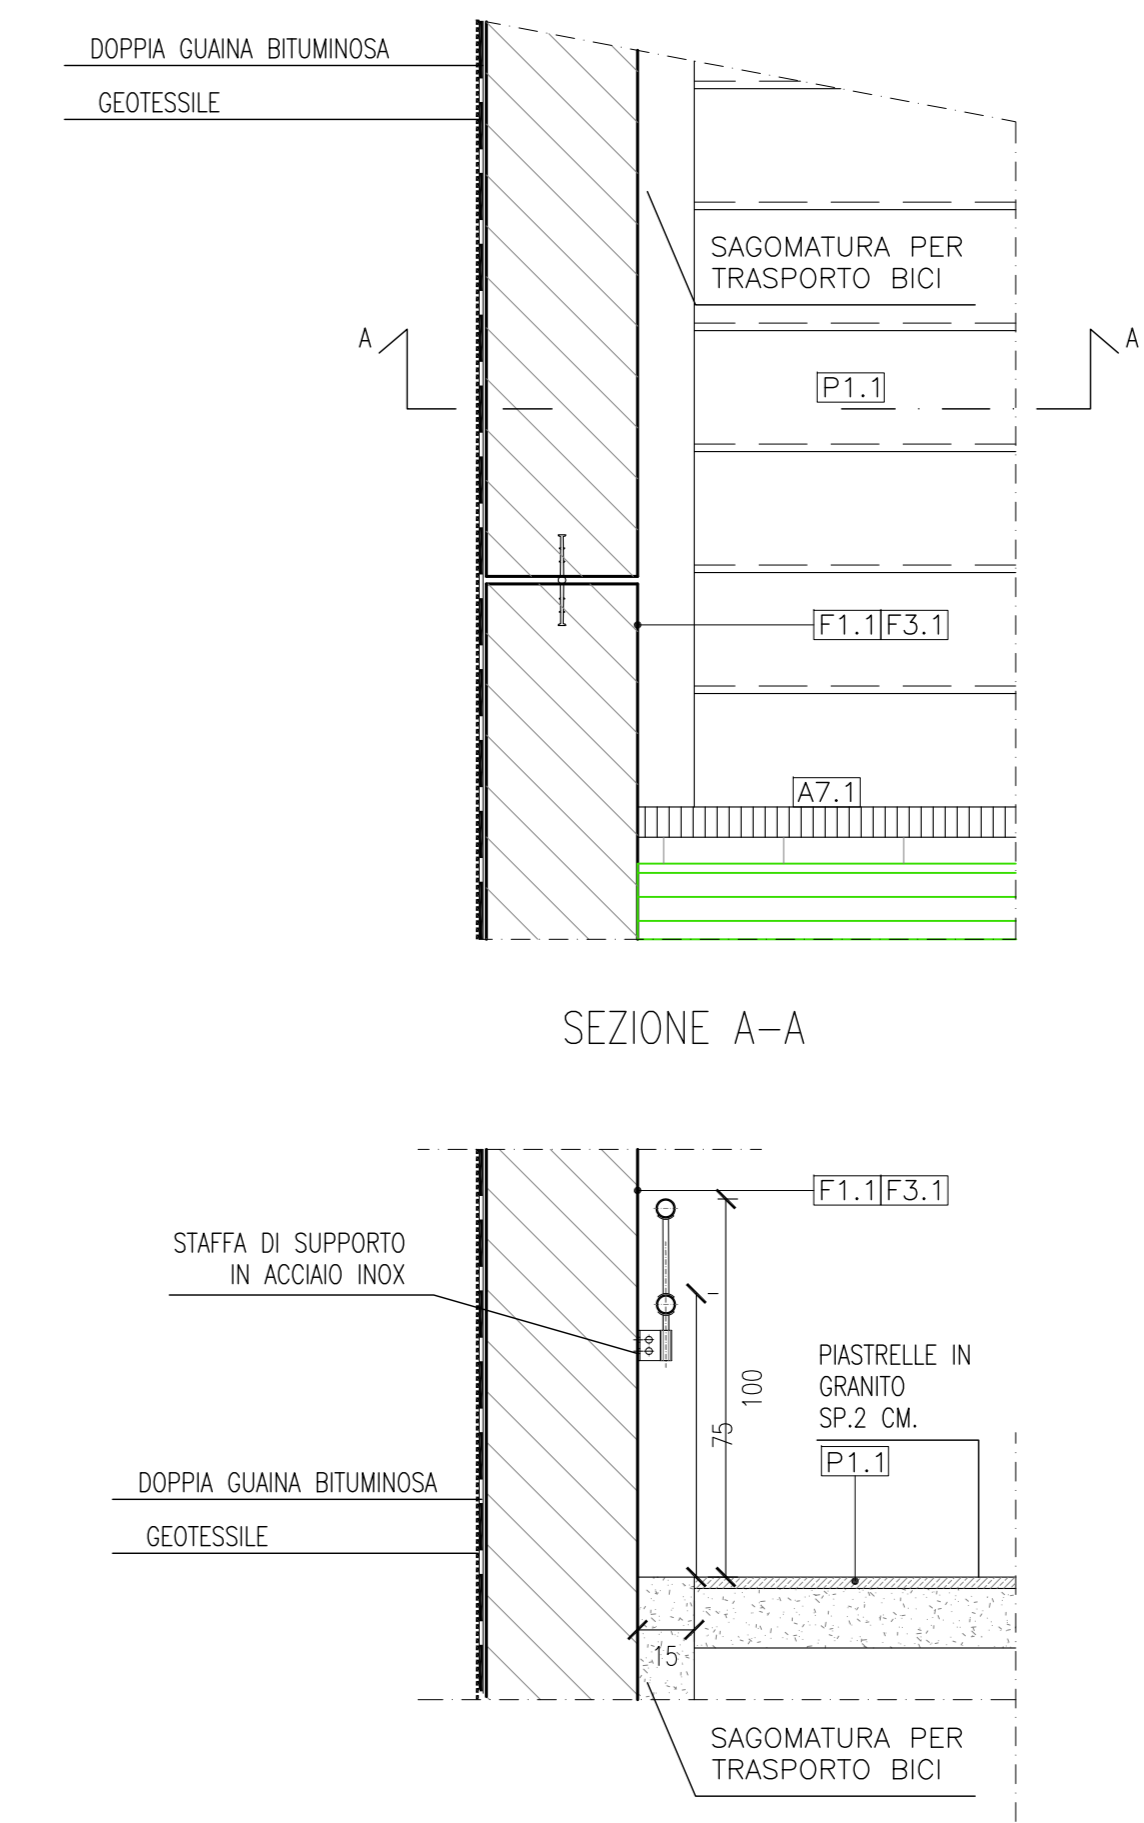 DOPPIA GUAINA BITUMINOSA
GEOTESSILE
SAGOMATURA PER
TRASPORTO BICI
A
A
P1.1
F1.1 F3.1
A7.1
SEZIONE A-A
F1.1 F3.1
STAFFA DI SUPPORTO
IN ACCIAIO INOX
PIASTRELLE IN
GRANITO
SP.2 CM.
100
75
P1.1
DOPPIA GUAINA BITUMINOSA
GEOTESSILE
15
SAGOMATURA PER
TRASPORTO BICI